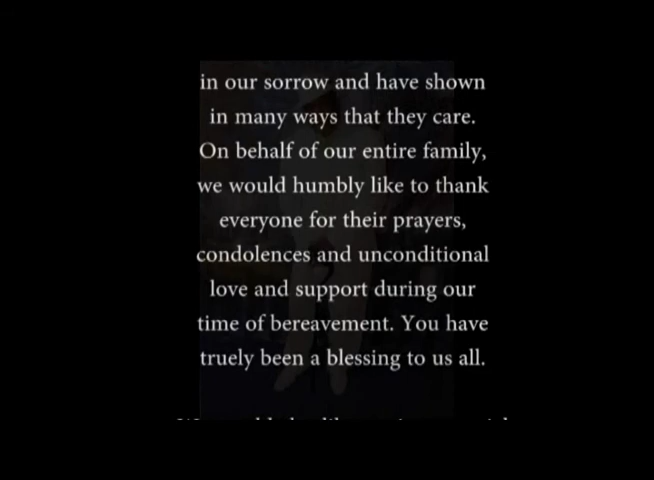 in our sorrow and have shown
in many ways that they care.
On behalf of our entire family,
we would humbly like to thank
everyone for their prayers,
condolences and unconditional
love and support during our
time of bereavement. You have
truely been a blessing to us all.